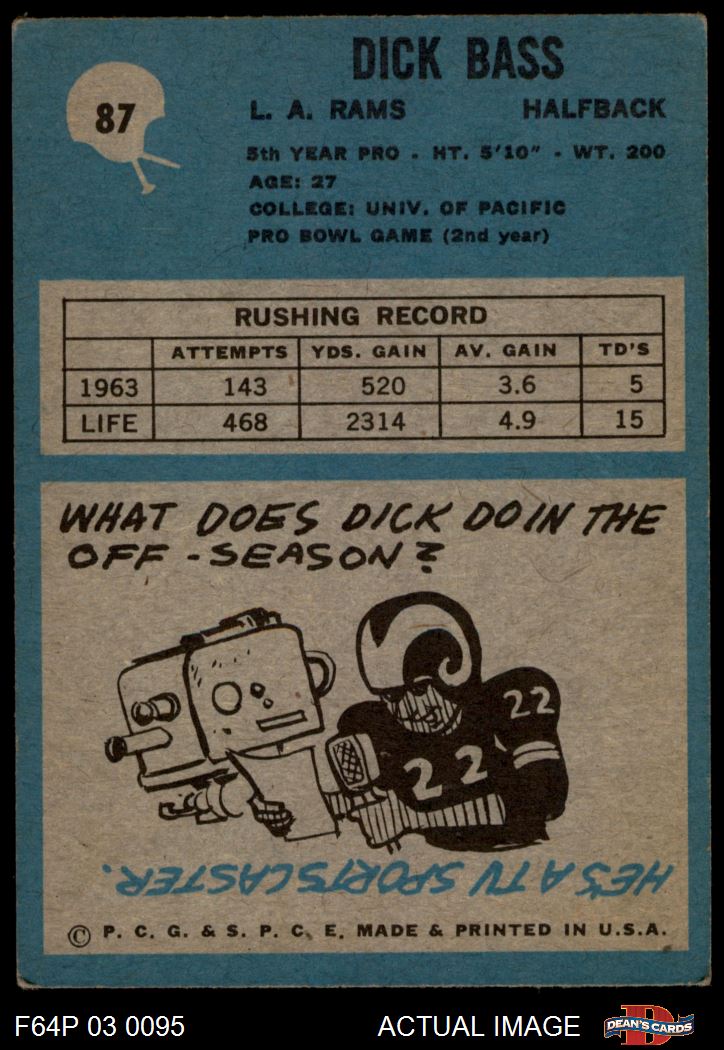 DICK BASS
87
L. A. RAMS HALFBACK
5th YEAR PRO - HT. 5'10" - WT. 200
AGE: 27
COLLEGE: UNIV. OF PACIFIC
PRO BOWL GAME (2nd year)
RUSHING RECORD
ATTEMPTS YDS. GAIN AV. GAIN TD'S
1963 143 520 3.6 5
LIFE 468 2314 4.9 15
WHAT DOES DICK DO IN THE
OFF-SEASON?
22
22
HE'S A TV SPORTSCASTER.
© P. C. G. & S. P. C. E. MADE & PRINTED IN U.S.A.
F64P 03 0095 ACTUAL IMAGE D DEAN'S CARDS